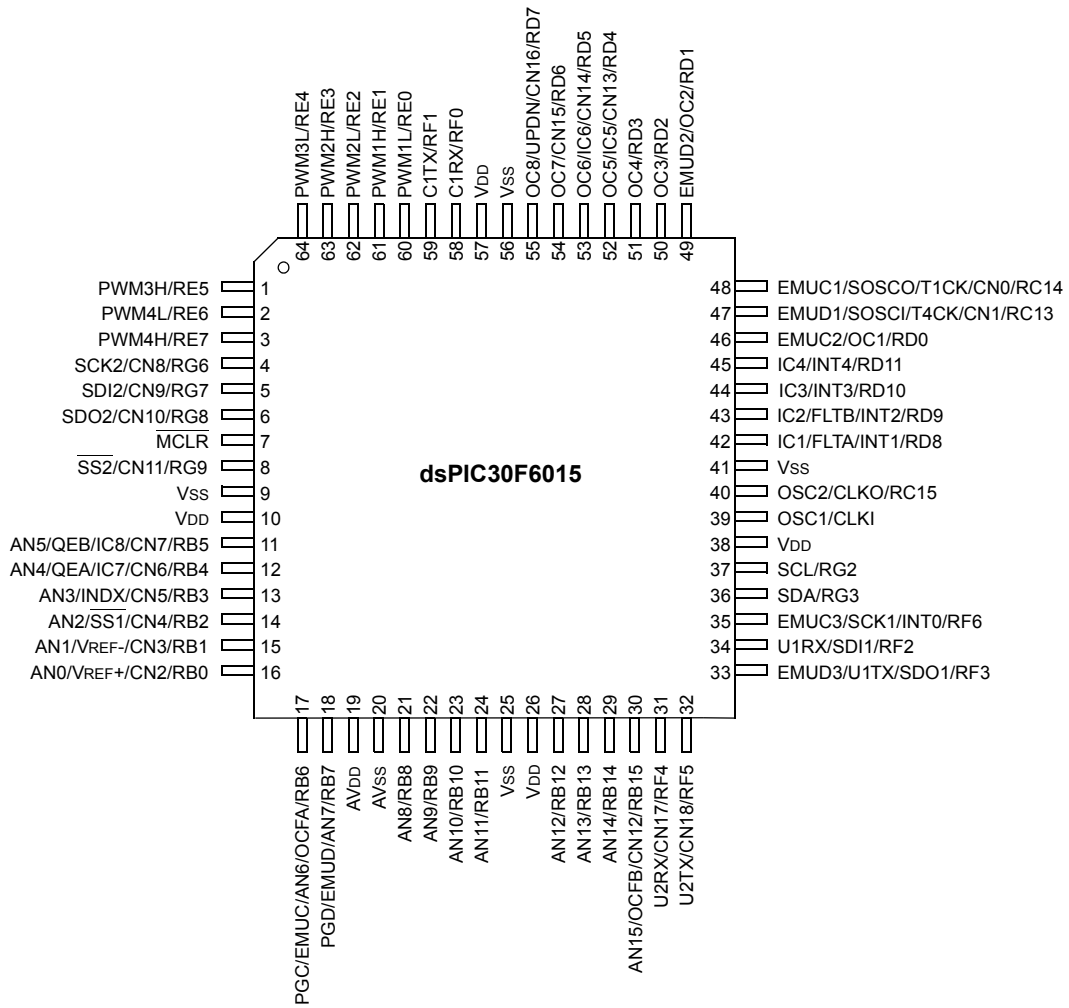 PWM3L/RE4
PWM2H/RE3
PWM2L/RE2
PWM1H/RE1
PWM1L/RE0
C1TX/RF1
C1RX/RF0
VDD
VSS
OC8/UPDN/CN16/RD7
OC7/CN15/RD6
OC6/IC6/CN14/RD5
OC5/IC5/CN13/RD4
OC4/RD3
OC3/RD2
EMUD2/OC2/RD1
64 63 62 61 60 59 58 57 56 55 54 53 52 51 50 49
PWM3H/RE5 1
PWM4L/RE6 2
PWM4H/RE7 3
SCK2/CN8/RG6 4
SDI2/CN9/RG7 5
SDO2/CN10/RG8 6
MCLR 7
SS2/CN11/RG9 8
VSS 9
VDD 10
AN5/QEB/IC8/CN7/RB5 11
AN4/QEA/IC7/CN6/RB4 12
AN3/INDX/CN5/RB3 13
AN2/SS1/CN4/RB2 14
AN1/VREF-/CN3/RB1 15
AN0/VREF+/CN2/RB0 16
dsPIC30F6015
48 EMUC1/SOSCO/T1CK/CN0/RC14
47 EMUD1/SOSCI/T4CK/CN1/RC13
46 EMUC2/OC1/RD0
45 IC4/INT4/RD11
44 IC3/INT3/RD10
43 IC2/FLTB/INT2/RD9
42 IC1/FLTA/INT1/RD8
41 VSS
40 OSC2/CLKO/RC15
39 OSC1/CLKI
38 VDD
37 SCL/RG2
36 SDA/RG3
35 EMUC3/SCK1/INT0/RF6
34 U1RX/SDI1/RF2
33 EMUD3/U1TX/SDO1/RF3
17 18 19 20 21 22 23 24 25 26 27 28 29 30 31 32
PGC/EMUC/AN6/OCFA/RB6
PGD/EMUD/AN7/RB7
AVDD
AVSS
AN8/RB8
AN9/RB9
AN10/RB10
AN11/RB11
VSS
VDD
AN12/RB12
AN13/RB13
AN14/RB14
AN15/OCFB/CN12/RB15
U2RX/CN17/RF4
U2TX/CN18/RF5